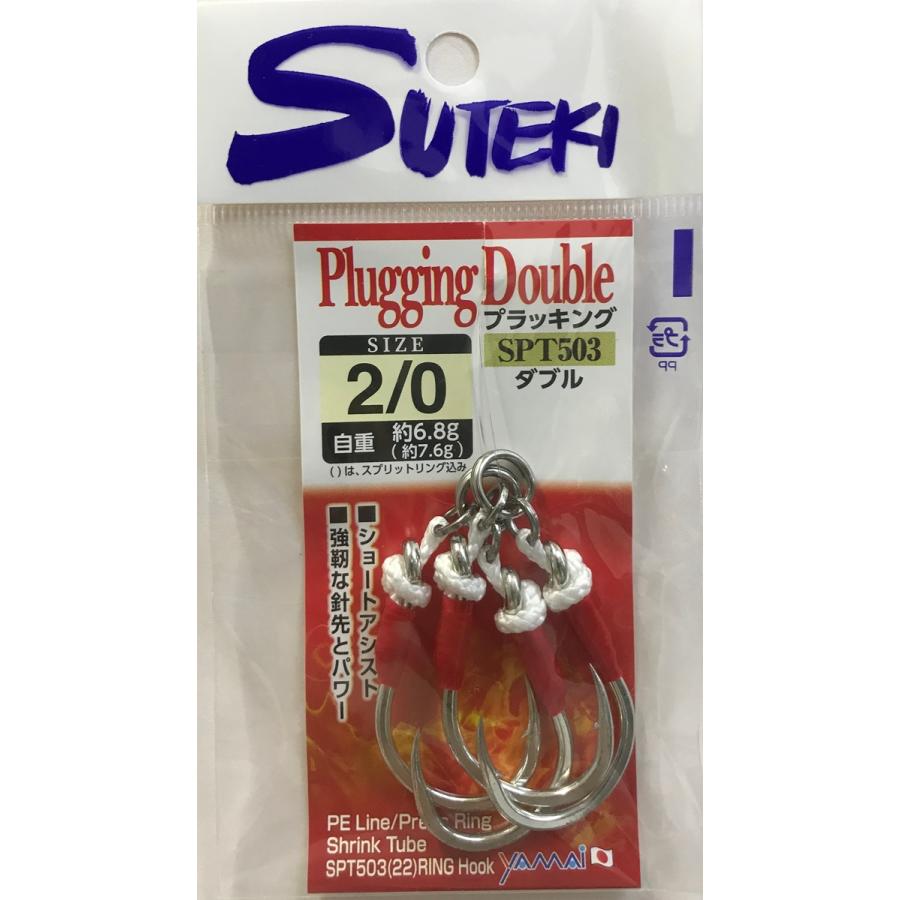 SUTEKI
Plugging Double
プラッキング
SPT503
ダブル
SIZE
2/0
自重 約6.8g
(約7.6g)
()は、スプリットリング込み
■ショートアシスト
■強靭な針先とパワー
プラ
PP
PE Line/Press Ring
Shrink Tube
SPT503(22)RING Hook
yamai